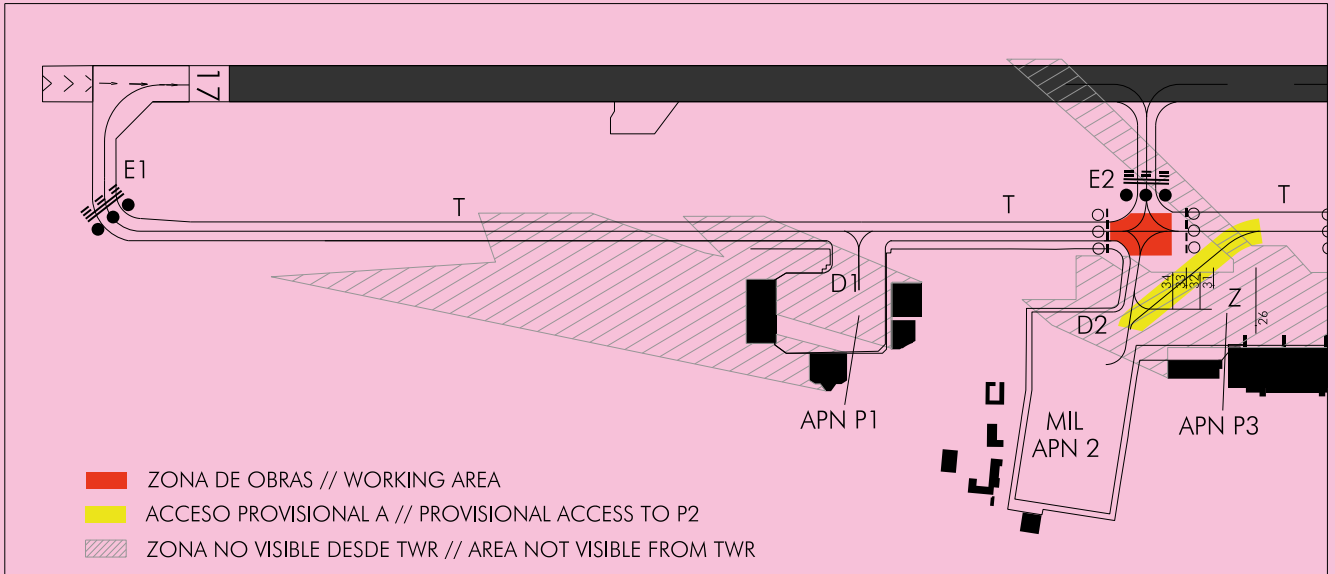 17
E1
E2
T
T
T
34
33
32
31
Z
26
D1
D2
APN P1
MIL
APN 2
APN P3
ZONA DE OBRAS // WORKING AREA
ACCESO PROVISIONAL A // PROVISIONAL ACCESS TO P2
ZONA NO VISIBLE DESDE TWR // AREA NOT VISIBLE FROM TWR